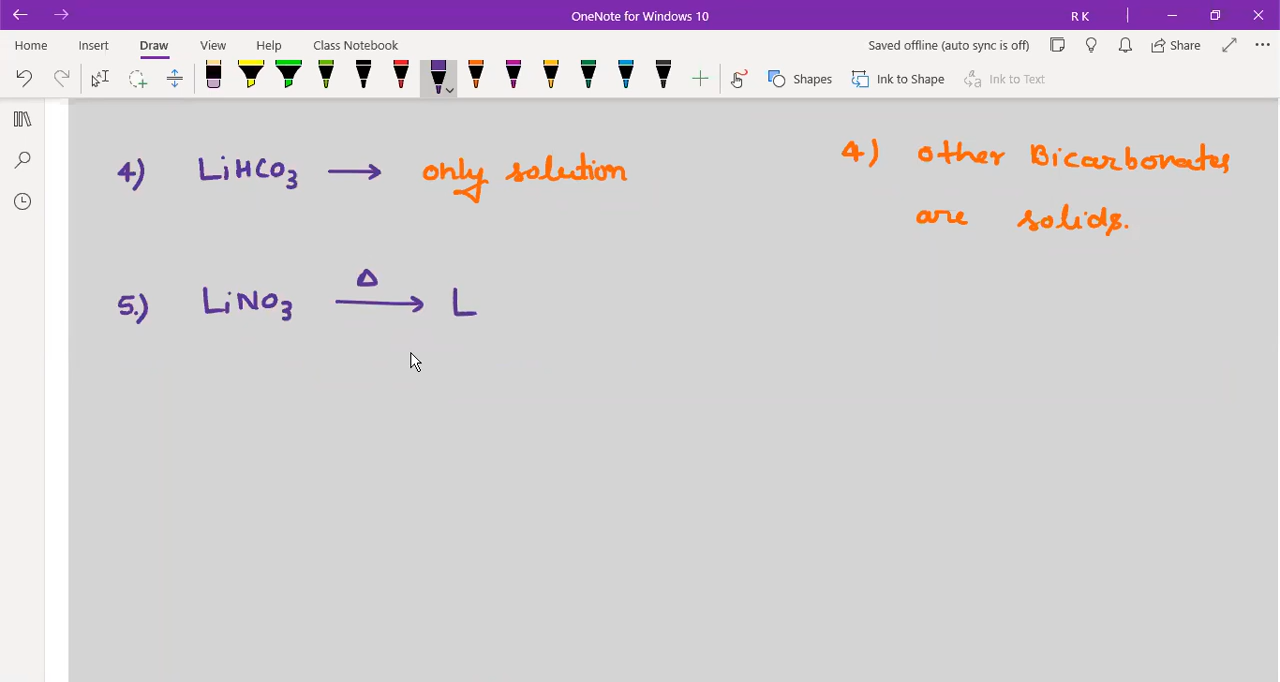 OneNote for Windows 10
R K
Home Insert Draw View Help Class Notebook
Saved offline (auto sync is off) Share
Shapes Ink to Shape Ink to Text
4) LiHCO3 → only solution
4) other Bicarbonates
are solids.
5.) LiNO3 Δ→ L